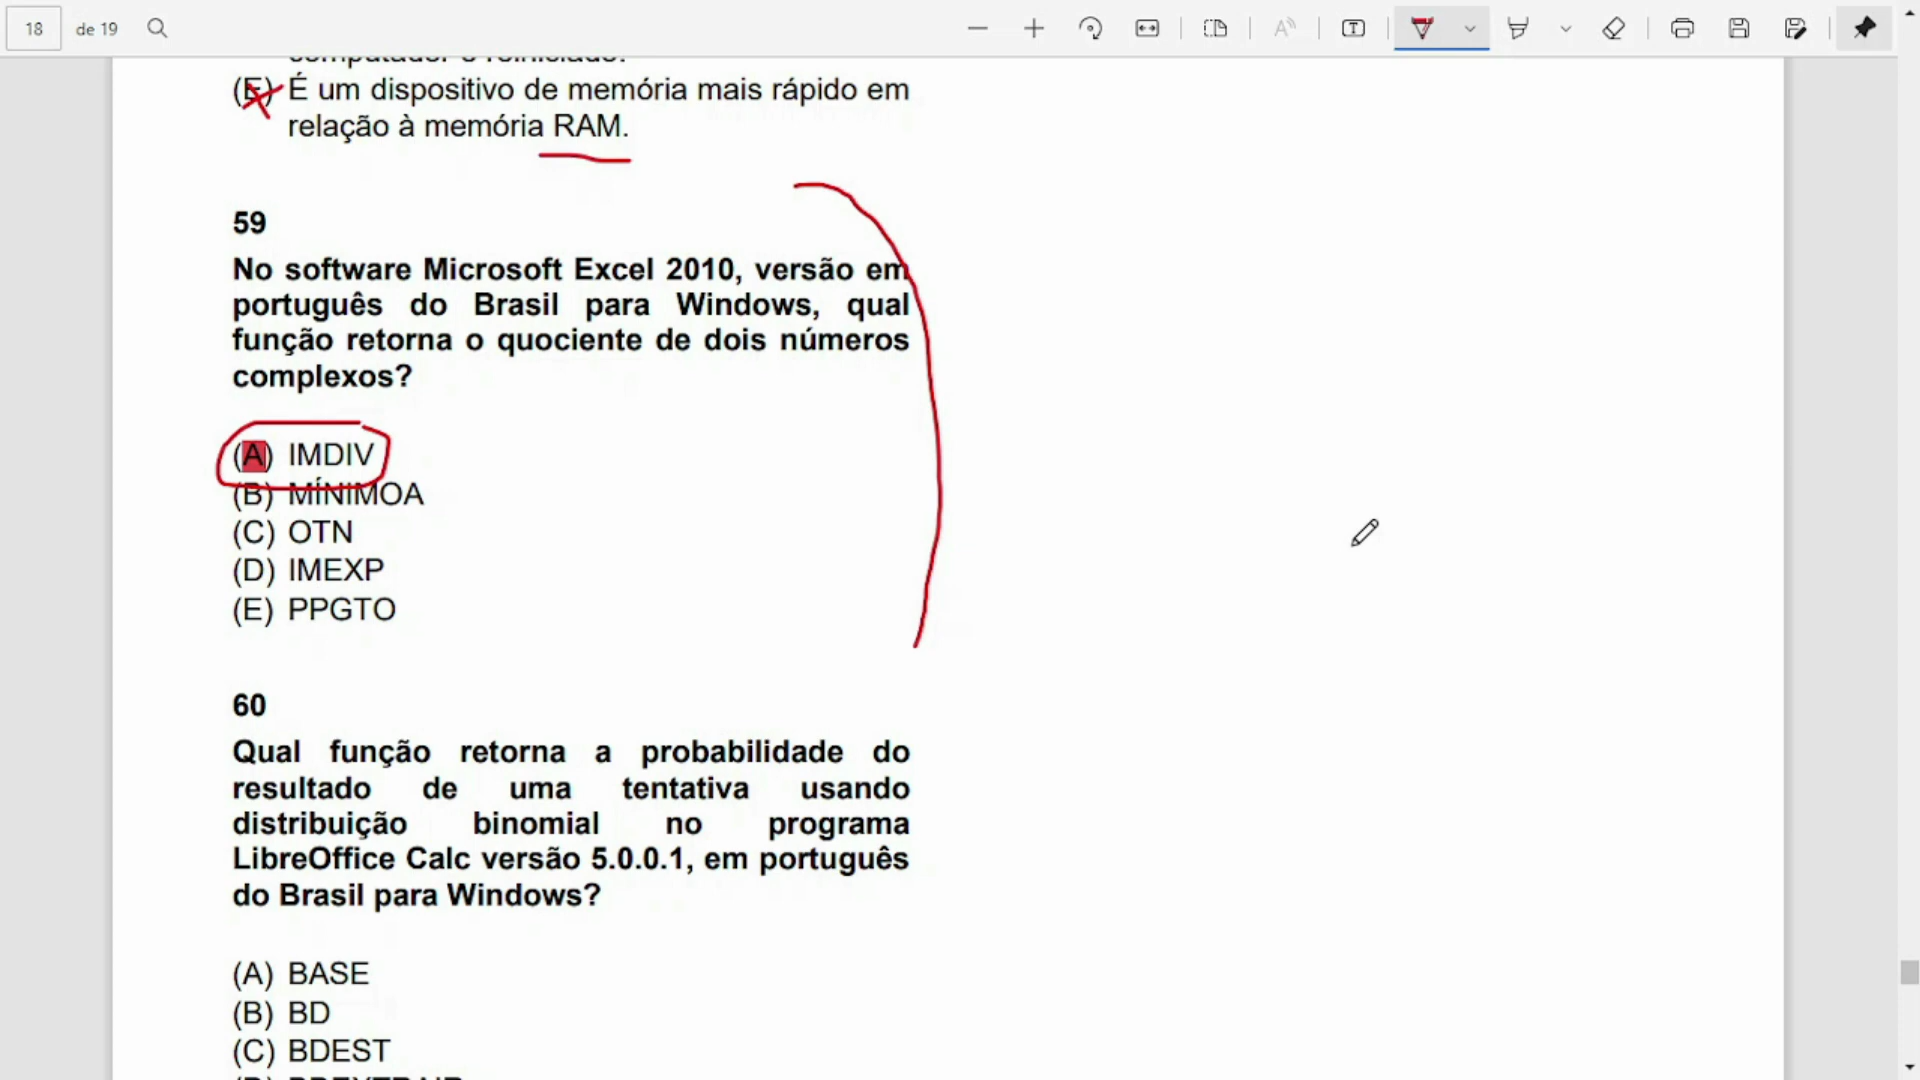 18 de 19
computador é reiniciado.
(E) É um dispositivo de memória mais rápido em
relação à memória RAM.
59
No software Microsoft Excel 2010, versão em
português do Brasil para Windows, qual
função retorna o quociente de dois números
complexos?
(A) IMDIV
(B) MÍNIMOA
(C) OTN
(D) IMEXP
(E) PPGTO
60
Qual função retorna a probabilidade do
resultado de uma tentativa usando
distribuição binomial no programa
LibreOffice Calc versão 5.0.0.1, em português
do Brasil para Windows?
(A) BASE
(B) BD
(C) BDEST